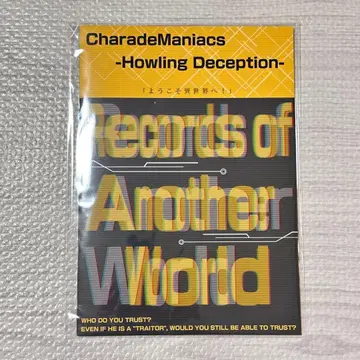 CharadeManiacs
-Howling Deception-
「ようこそ異世界へ！」
Records of
Another
World
WHO DO YOU TRUST?
EVEN IF HE IS A "TRAITOR", WOULD YOU STILL BE ABLE TO TRUST?